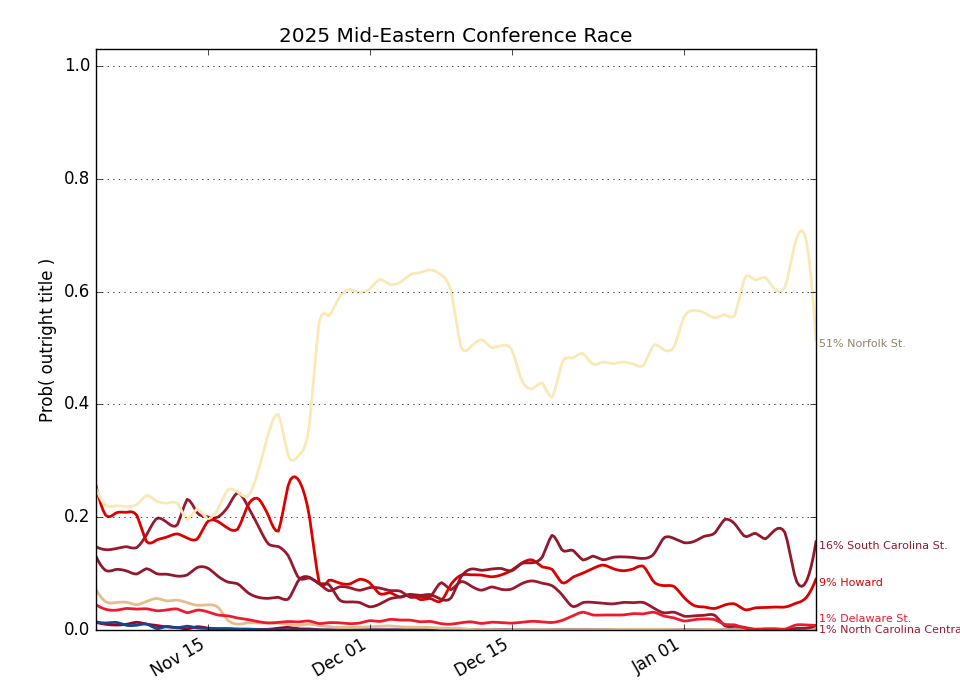 2025 Mid-Eastern Conference Race
Prob( outright title )
1.0
0.8
0.6
0.4
0.2
0.0
Nov 15
Dec 01
Dec 15
Jan 01
51% Norfolk St.
16% South Carolina St.
9% Howard
1% Delaware St.
1% North Carolina Centra